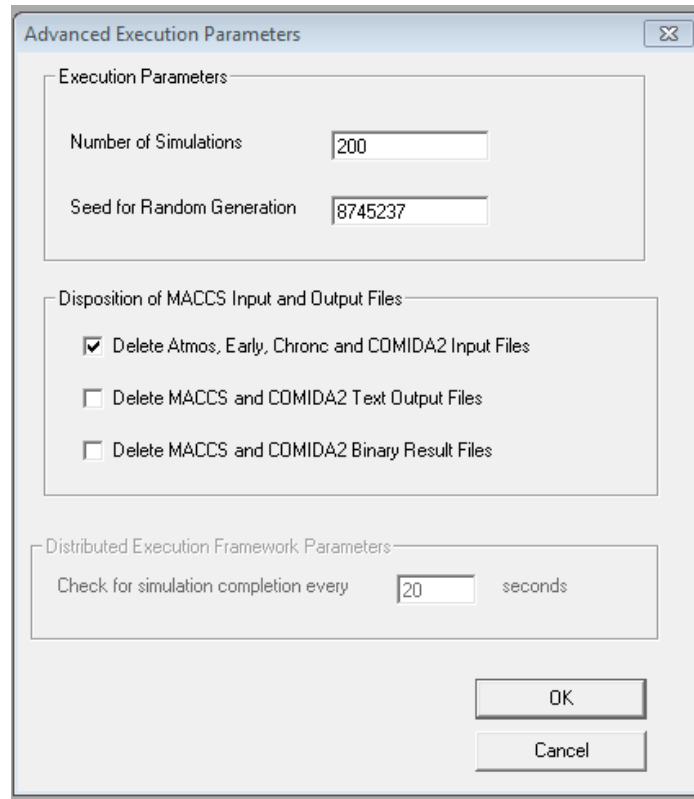 Advanced Execution Parameters
Execution Parameters
Number of Simulations 200
Seed for Random Generation 8745237
Disposition of MACCS Input and Output Files
Delete Atmos, Early, Chronc and COMIDA2 Input Files
Delete MACCS and COMIDA2 Text Output Files
Delete MACCS and COMIDA2 Binary Result Files
Distributed Execution Framework Parameters
Check for simulation completion every 20 seconds
OK
Cancel